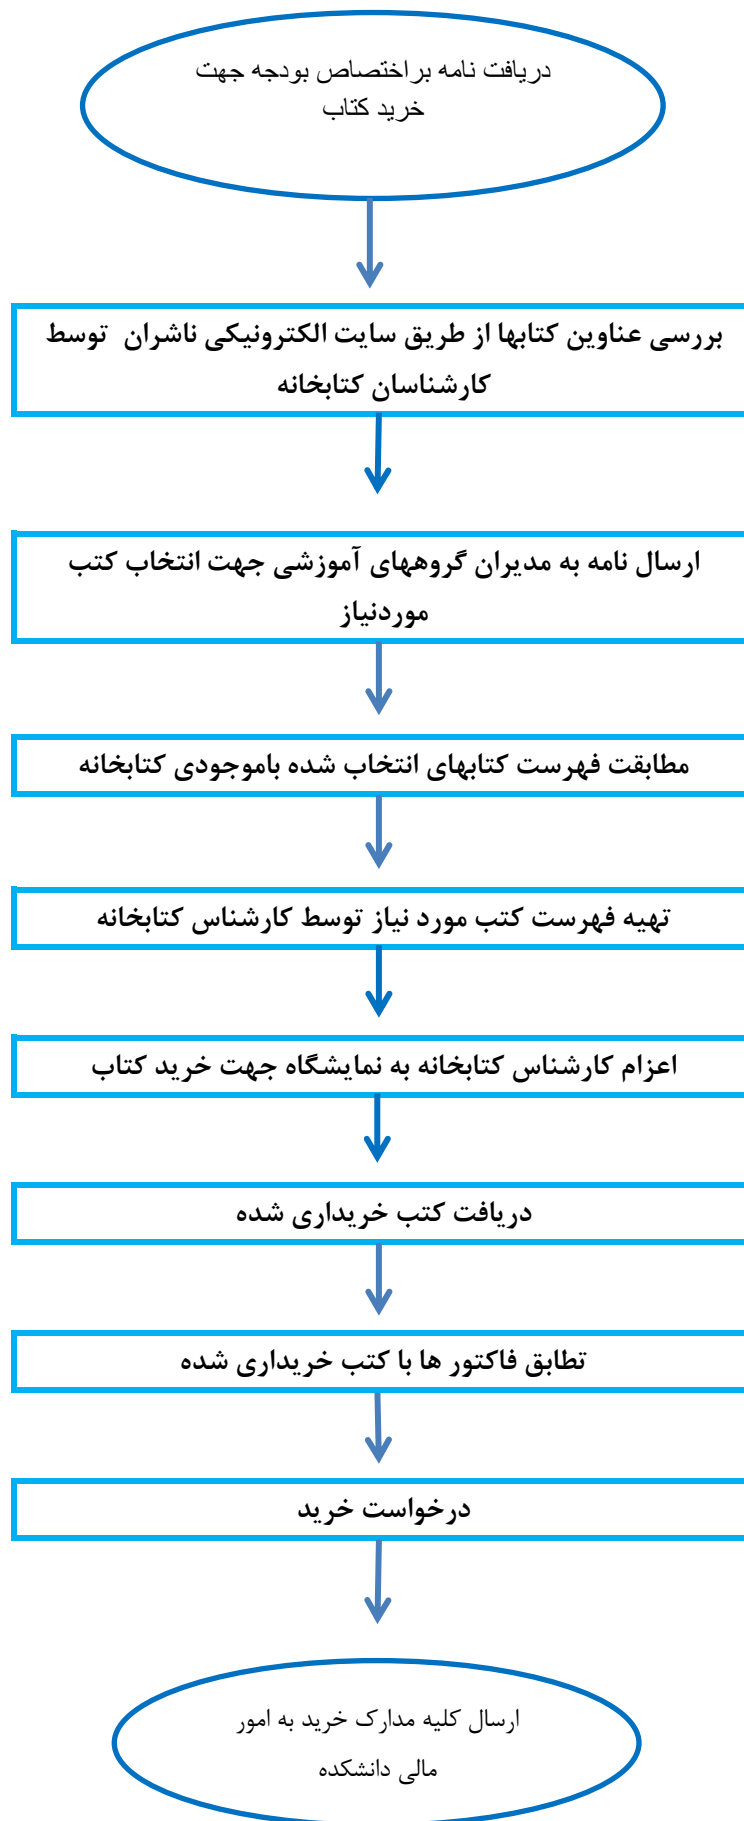 دریافت نامه براختصاص بودجه جهت
خرید کتاب
بررسی عناوین کتابها از طریق سایت الکترونیکی ناشران توسط
کارشناسان کتابخانه
ارسال نامه به مدیران گروههای آموزشی جهت انتخاب کتب
موردنیاز
مطابقت فهرست کتابهای انتخاب شده باموجودی کتابخانه
تهیه فهرست کتب مورد نیاز توسط کارشناس کتابخانه
اعزام کارشناس کتابخانه به نمایشگاه جهت خرید کتاب
دریافت کتب خریداری شده
تطابق فاکتور ها با کتب خریداری شده
درخواست خرید
ارسال کلیه مدارک خرید به امور
مالی دانشکده